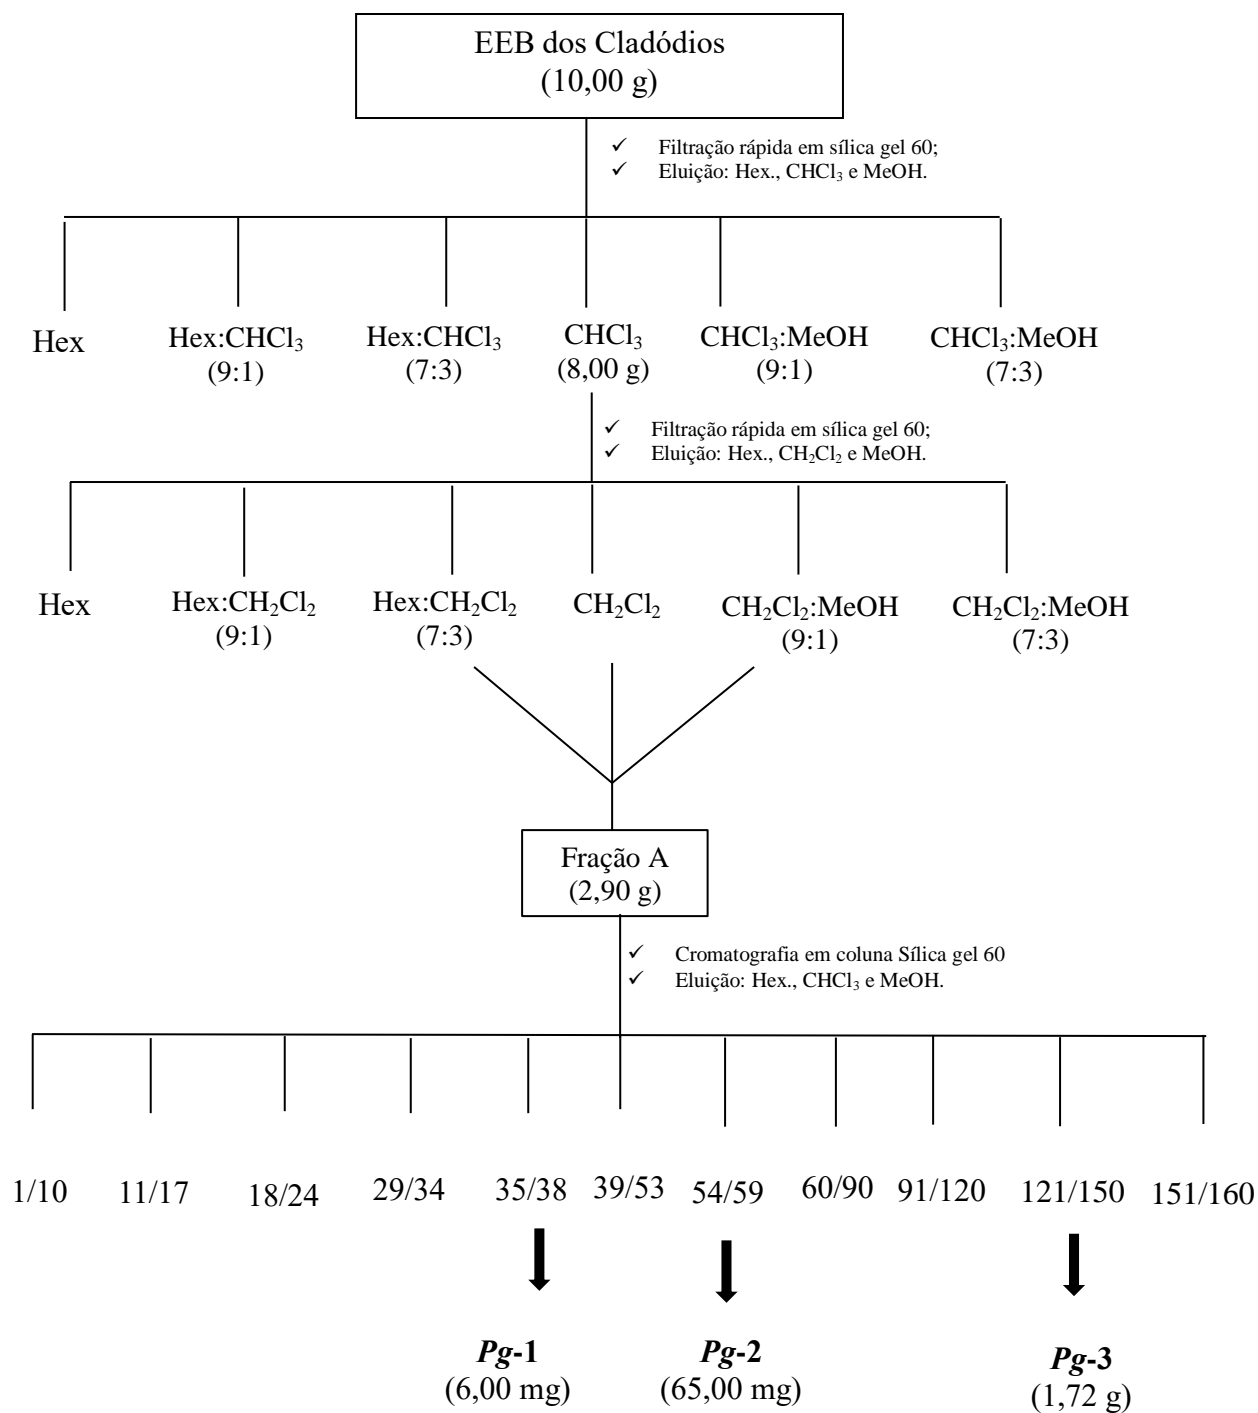 EEB dos Cladódios
(10,00 g)
✓ Filtração rápida em sílica gel 60;
✓ Eluição: Hex., CHCl₃ e MeOH.
Hex
Hex:CHCl₃
(9:1)
Hex:CHCl₃
(7:3)
CHCl₃
(8,00 g)
CHCl₃:MeOH
(9:1)
CHCl₃:MeOH
(7:3)
✓ Filtração rápida em sílica gel 60;
✓ Eluição: Hex., CH₂Cl₂ e MeOH.
Hex
Hex:CH₂Cl₂
(9:1)
Hex:CH₂Cl₂
(7:3)
CH₂Cl₂
CH₂Cl₂:MeOH
(9:1)
CH₂Cl₂:MeOH
(7:3)
Fração A
(2,90 g)
✓ Cromatografia em coluna Sílica gel 60
✓ Eluição: Hex., CHCl₃ e MeOH.
1/10
11/17
18/24
29/34
35/38
39/53
54/59
60/90
91/120
121/150
151/160
Pg-1
(6,00 mg)
Pg-2
(65,00 mg)
Pg-3
(1,72 g)